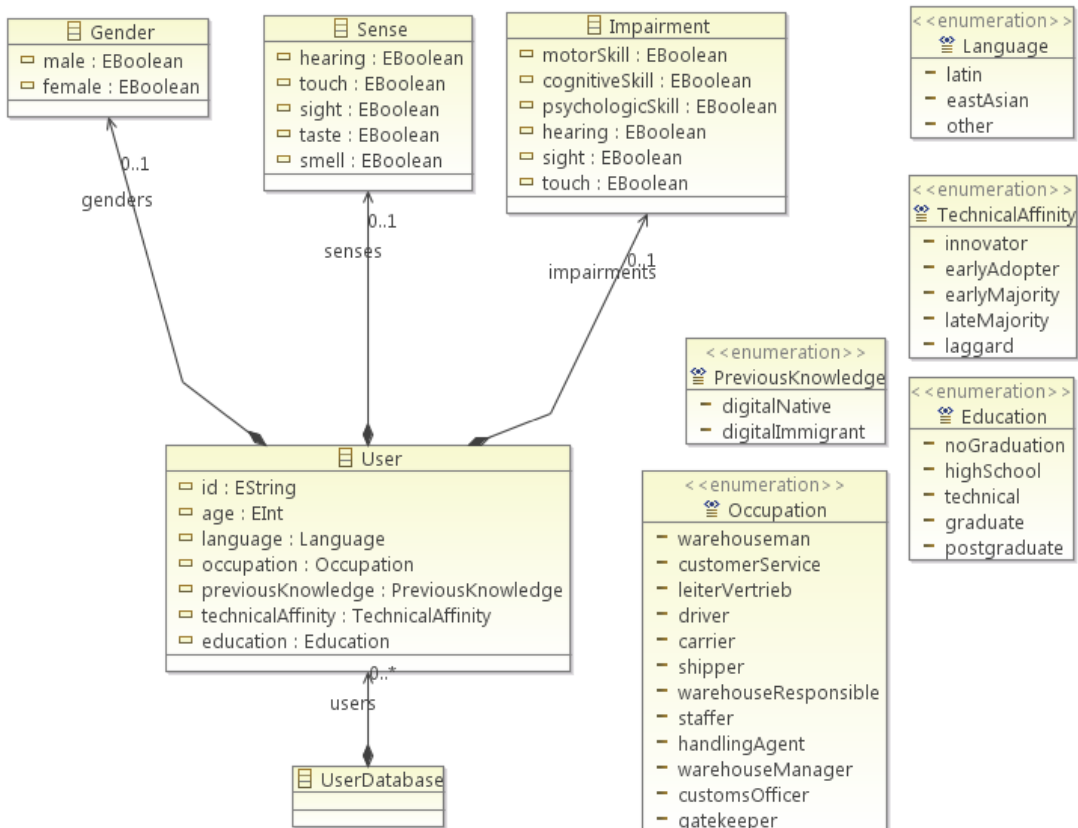 Gender
male : EBoolean
female : EBoolean
Sense
hearing : EBoolean
touch : EBoolean
sight : EBoolean
taste : EBoolean
smell : EBoolean
Impairment
motorSkill : EBoolean
cognitiveSkill : EBoolean
psychologicSkill : EBoolean
hearing : EBoolean
sight : EBoolean
touch : EBoolean
<<enumeration>>
Language
latin
eastAsian
other
0..1
genders
0..1
senses
0..1
impairments
<<enumeration>>
TechnicalAffinity
innovator
earlyAdopter
earlyMajority
lateMajority
laggard
<<enumeration>>
PreviousKnowledge
digitalNative
digitalImmigrant
<<enumeration>>
Education
noGraduation
highSchool
technical
graduate
postgraduate
User
id : EString
age : EInt
language : Language
occupation : Occupation
previousKnowledge : PreviousKnowledge
technicalAffinity : TechnicalAffinity
education : Education
<<enumeration>>
Occupation
warehouseman
customerService
leiterVertrieb
driver
carrier
shipper
warehouseResponsible
staffer
handlingAgent
warehouseManager
customsOfficer
gatekeeper
0..*
users
UserDatabase